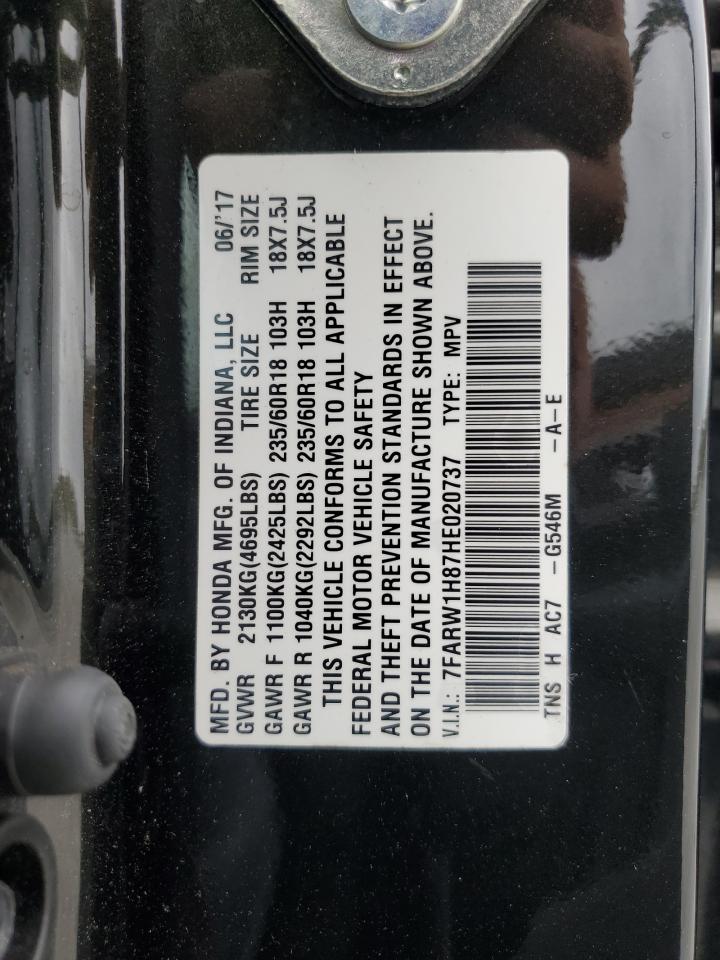 MFD. BY HONDA MFG. OF INDIANA, LLC 06/'17
GVWR 2130KG(4695LBS) TIRE SIZE RIM SIZE
GAWR F 1100KG(2425LBS) 235/60R18 103H 18X7.5J
GAWR R 1040KG(2292LBS) 235/60R18 103H 18X7.5J
THIS VEHICLE CONFORMS TO ALL APPLICABLE
FEDERAL MOTOR VEHICLE SAFETY
AND THEFT PREVENTION STANDARDS IN EFFECT
ON THE DATE OF MANUFACTURE SHOWN ABOVE.
V.I.N.: 7FARW1H87HE020737 TYPE: MPV
TNS H AC7 -G546M -A-E